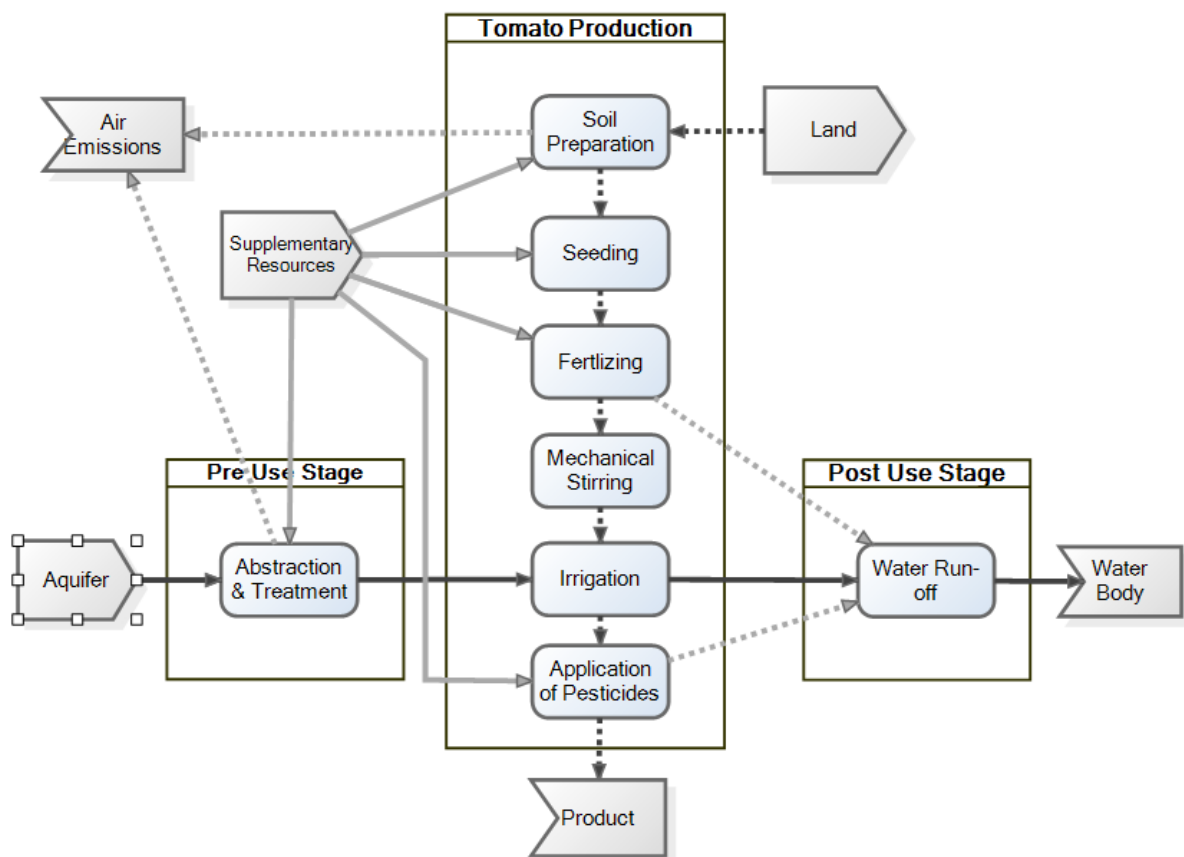 Tomato Production
Air
Emissions
Soil
Preparation
Land
Supplementary
Resources
Seeding
Fertlizing
Mechanical
Stirring
Pre Use Stage
Post Use Stage
Aquifer
Abstraction
& Treatment
Irrigation
Water Run-
off
Water
Body
Application
of Pesticides
Product